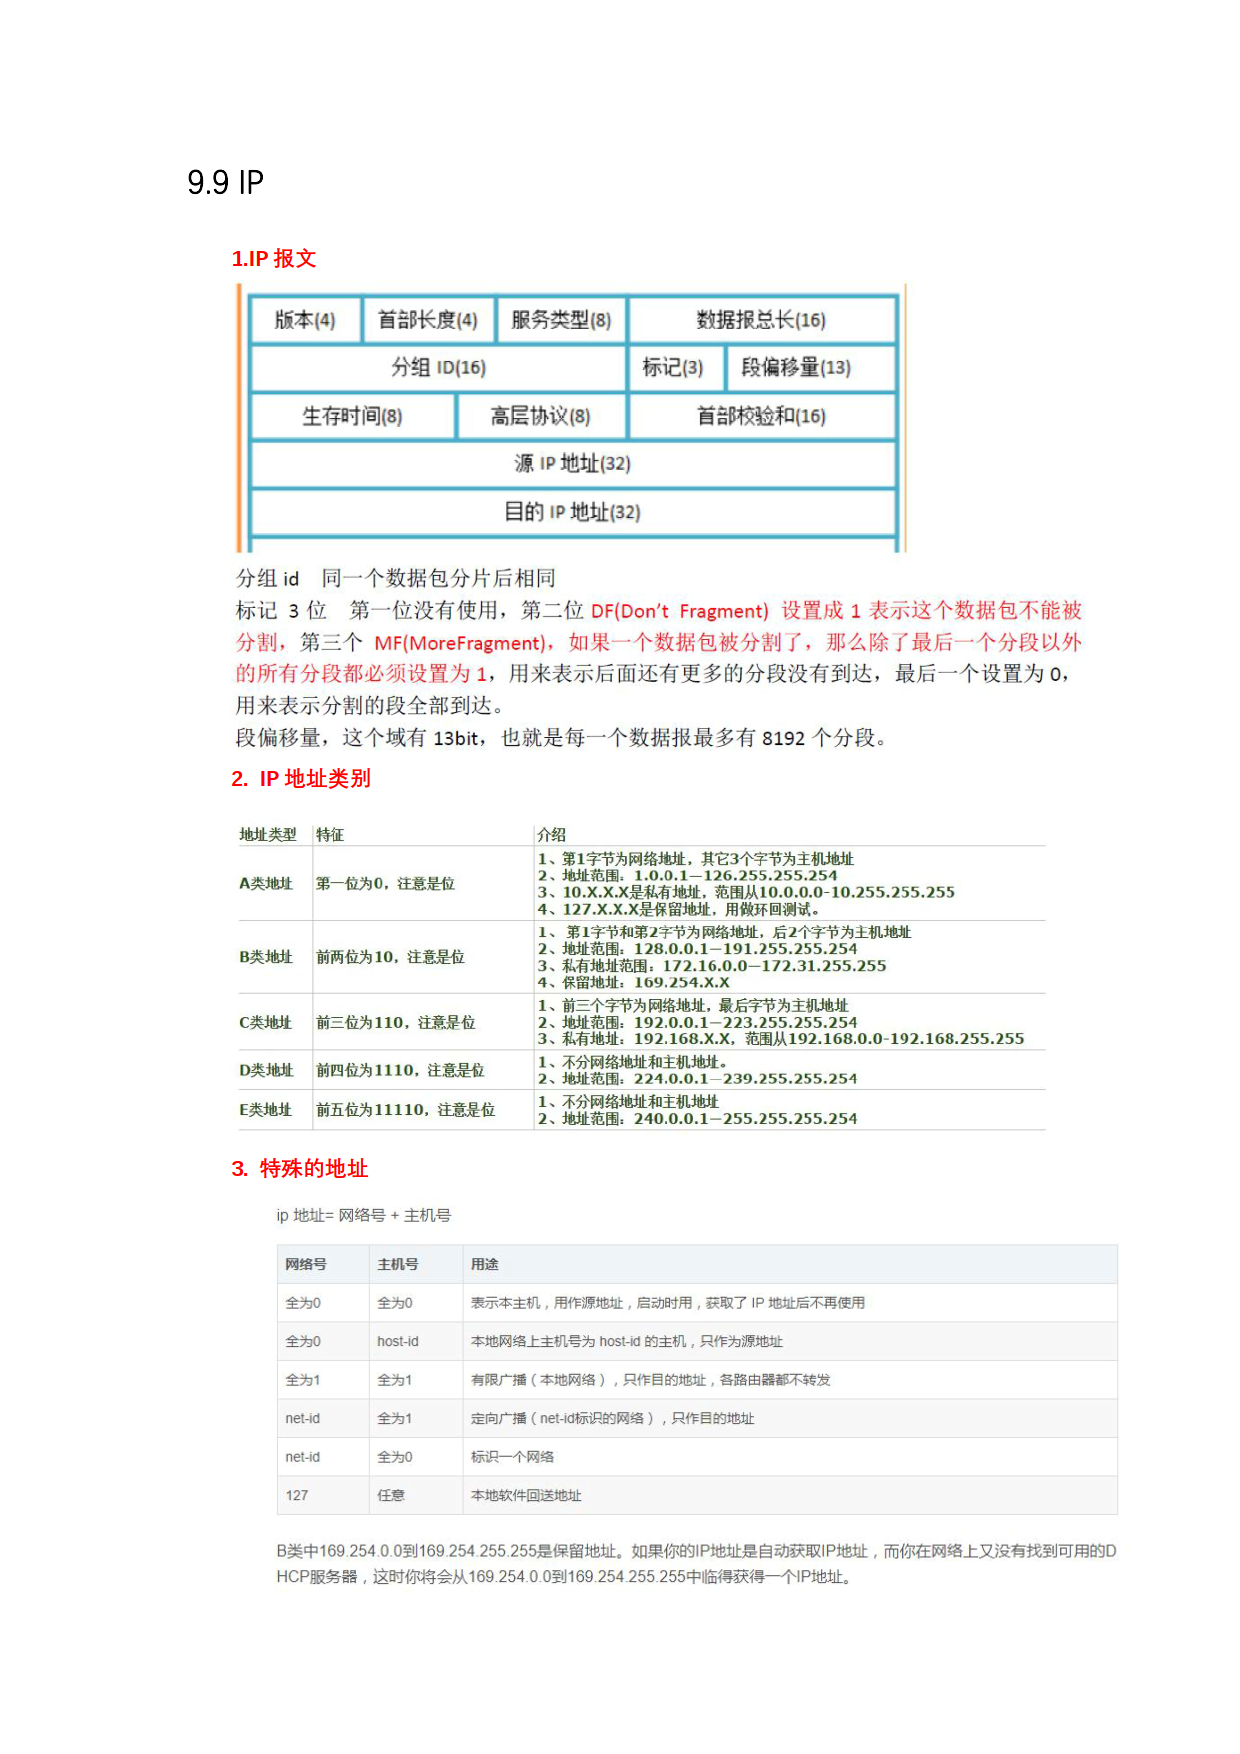 9.9 IP
1.IP 报文
版本(4) 首部长度(4) 服务类型(8) 数据报总长(16)
分组 ID(16) 标记(3) 段偏移量(13)
生存时间(8) 高层协议(8) 首部校验和(16)
源 IP 地址(32)
目的 IP 地址(32)
分组 id 同一个数据包分片后相同
标记 3 位 第一位没有使用，第二位 DF(Don't Fragment) 设置成 1 表示这个数据包不能被
分割，第三个 MF(MoreFragment)，如果一个数据包被分割了，那么除了最后一个分段以外
的所有分段都必须设置为 1，用来表示后面还有更多的分段没有到达，最后一个设置为 0，
用来表示分割的段全部到达。
段偏移量，这个域有 13bit，也就是每一个数据报最多有 8192 个分段。
2. IP 地址类别
地址类型 特征 介绍
A类地址 第一位为0，注意是位
1、第1字节为网络地址，其它3个字节为主机地址
2、地址范围：1.0.0.1—126.255.255.254
3、10.X.X.X是私有地址，范围从10.0.0.0-10.255.255.255
4、127.X.X.X是保留地址，用做环回测试。
B类地址 前两位为10，注意是位
1、 第1字节和第2字节为网络地址，后2个字节为主机地址
2、地址范围：128.0.0.1—191.255.255.254
3、私有地址范围：172.16.0.0—172.31.255.255
4、保留地址：169.254.X.X
C类地址 前三位为110，注意是位
1、前三个字节为网络地址，最后字节为主机地址
2、地址范围：192.0.0.1—223.255.255.254
3、私有地址：192.168.X.X，范围从192.168.0.0-192.168.255.255
D类地址 前四位为1110，注意是位
1、不分网络地址和主机地址。
2、地址范围：224.0.0.1—239.255.255.254
E类地址 前五位为11110，注意是位
1、不分网络地址和主机地址
2、地址范围：240.0.0.1—255.255.255.254
3. 特殊的地址
ip 地址= 网络号 + 主机号
网络号 主机号 用途
全为0 全为0 表示本主机，用作源地址，启动时用，获取了 IP 地址后不再使用
全为0 host-id 本地网络上主机号为 host-id 的主机，只作为源地址
全为1 全为1 有限广播（本地网络），只作目的地址，各路由器都不转发
net-id 全为1 定向广播（net-id标识的网络），只作目的地址
net-id 全为0 标识一个网络
127 任意 本地软件回送地址
B类中169.254.0.0到169.254.255.255是保留地址。如果你的IP地址是自动获取IP地址，而你在网络上又没有找到可用的D
HCP服务器，这时你将会从169.254.0.0到169.254.255.255中临得获得一个IP地址。